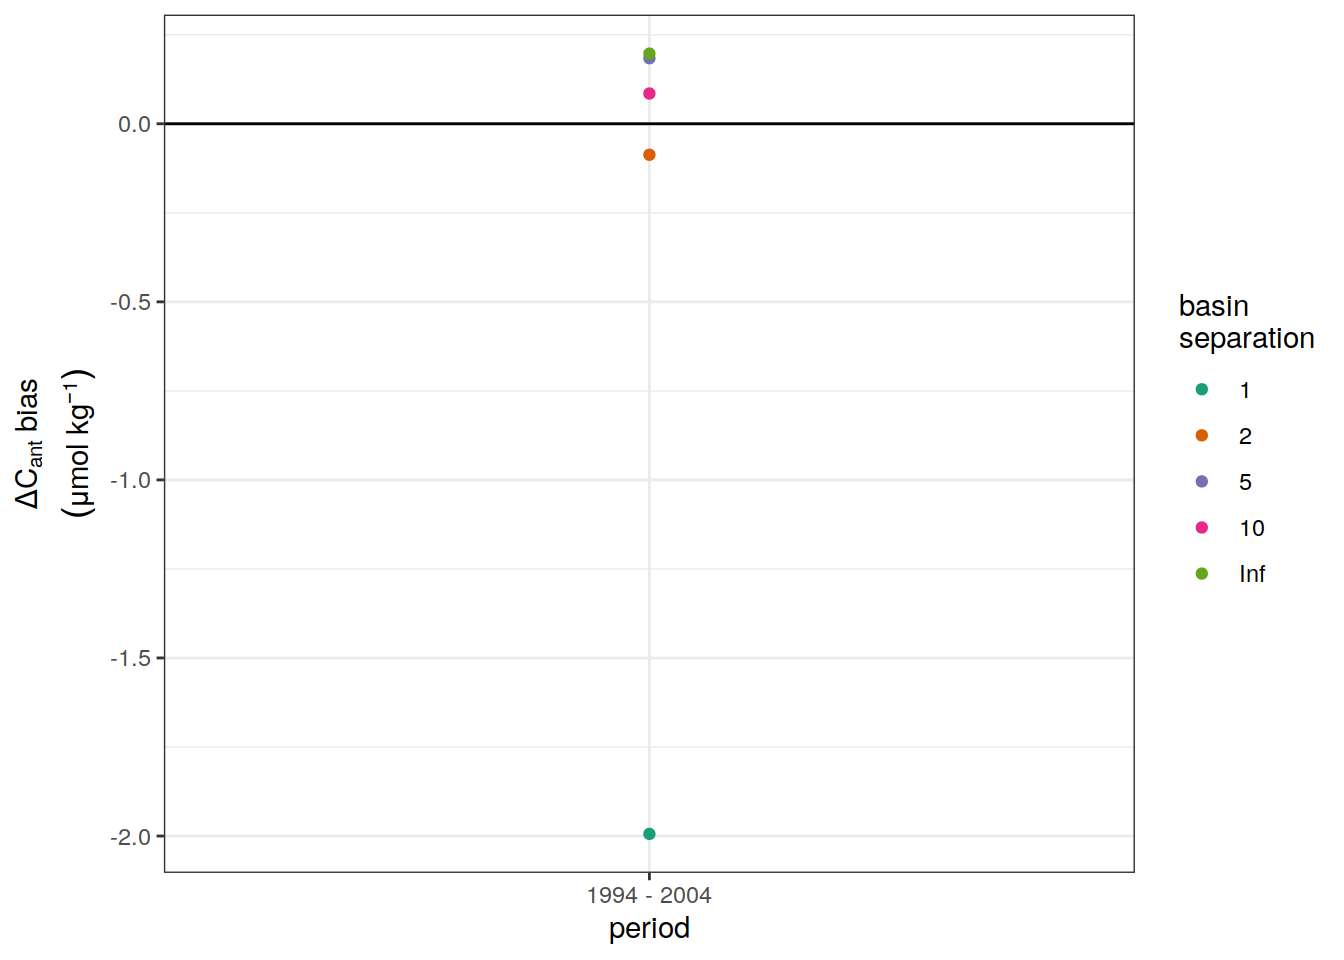 0.0
-0.5
-1.0
-1.5
-2.0
ΔCant bias
(μmol kg⁻¹)
1994 - 2004
period
basin
separation
1
2
5
10
Inf